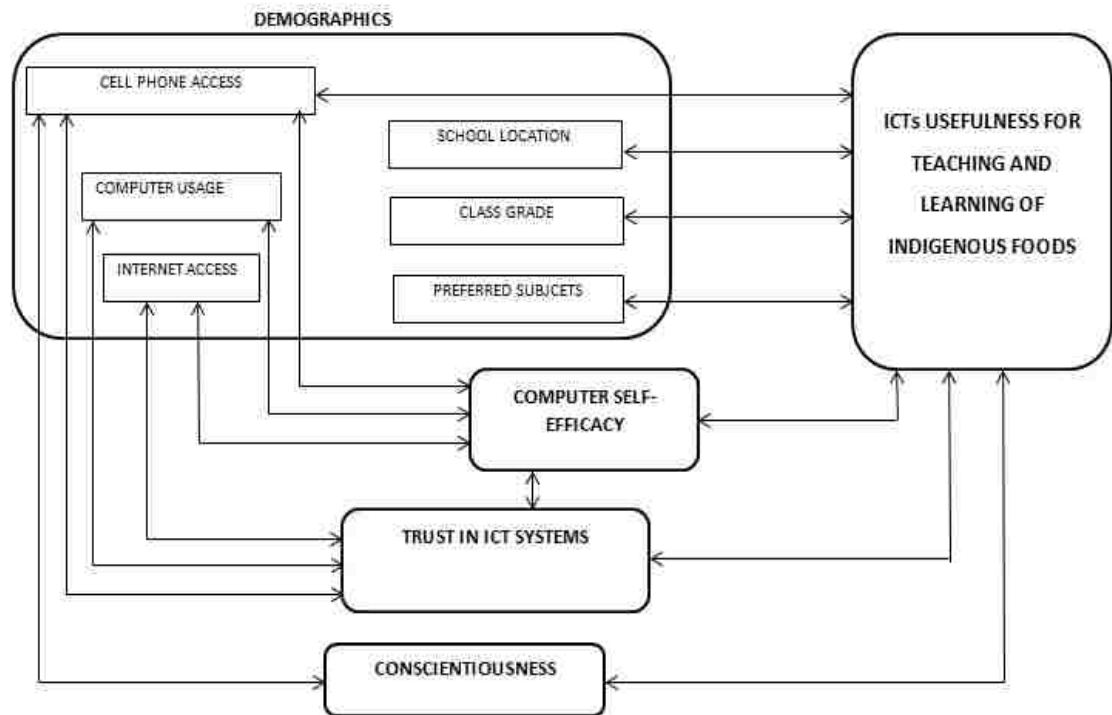 DEMOGRAPHICS
CELL PHONE ACCESS
SCHOOL LOCATION
COMPUTER USAGE
CLASS GRADE
INTERNET ACCESS
PREFERRED SUBJCETS
ICTs USEFULNESS FOR
TEACHING AND
LEARNING OF
INDIGENOUS FOODS
COMPUTER SELF-
EFFICACY
TRUST IN ICT SYSTEMS
CONSCIENTIOUSNESS